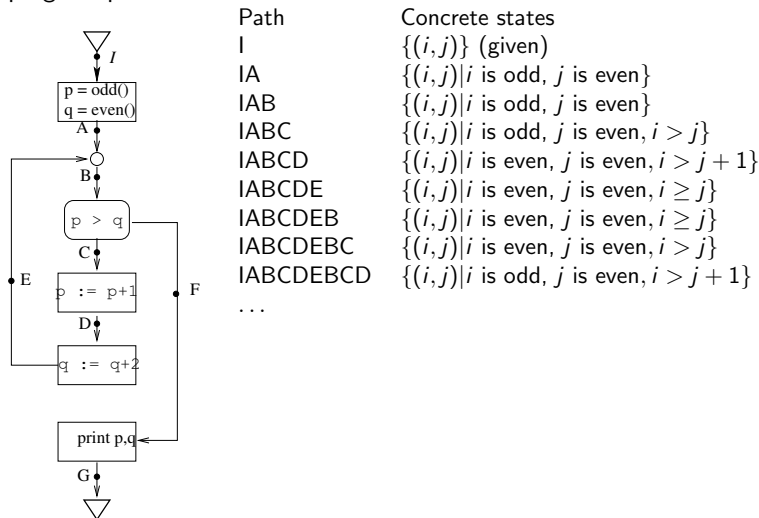 Path Concrete states
I {(i, j)} (given)
IA {(i, j)|i is odd, j is even}
IAB {(i, j)|i is odd, j is even}
IABC {(i, j)|i is odd, j is even, i > j}
IABCD {(i, j)|i is even, j is even, i > j + 1}
IABCDE {(i, j)|i is even, j is even, i ≥ j}
IABCDEB {(i, j)|i is even, j is even, i ≥ j}
IABCDEBC {(i, j)|i is even, j is even, i > j}
IABCDEBCD {(i, j)|i is odd, j is even, i > j + 1}
...
I
p = odd()
q = even()
A
B
p > q
C
E
F
p := p+1
D
q := q+2
print p,q
G